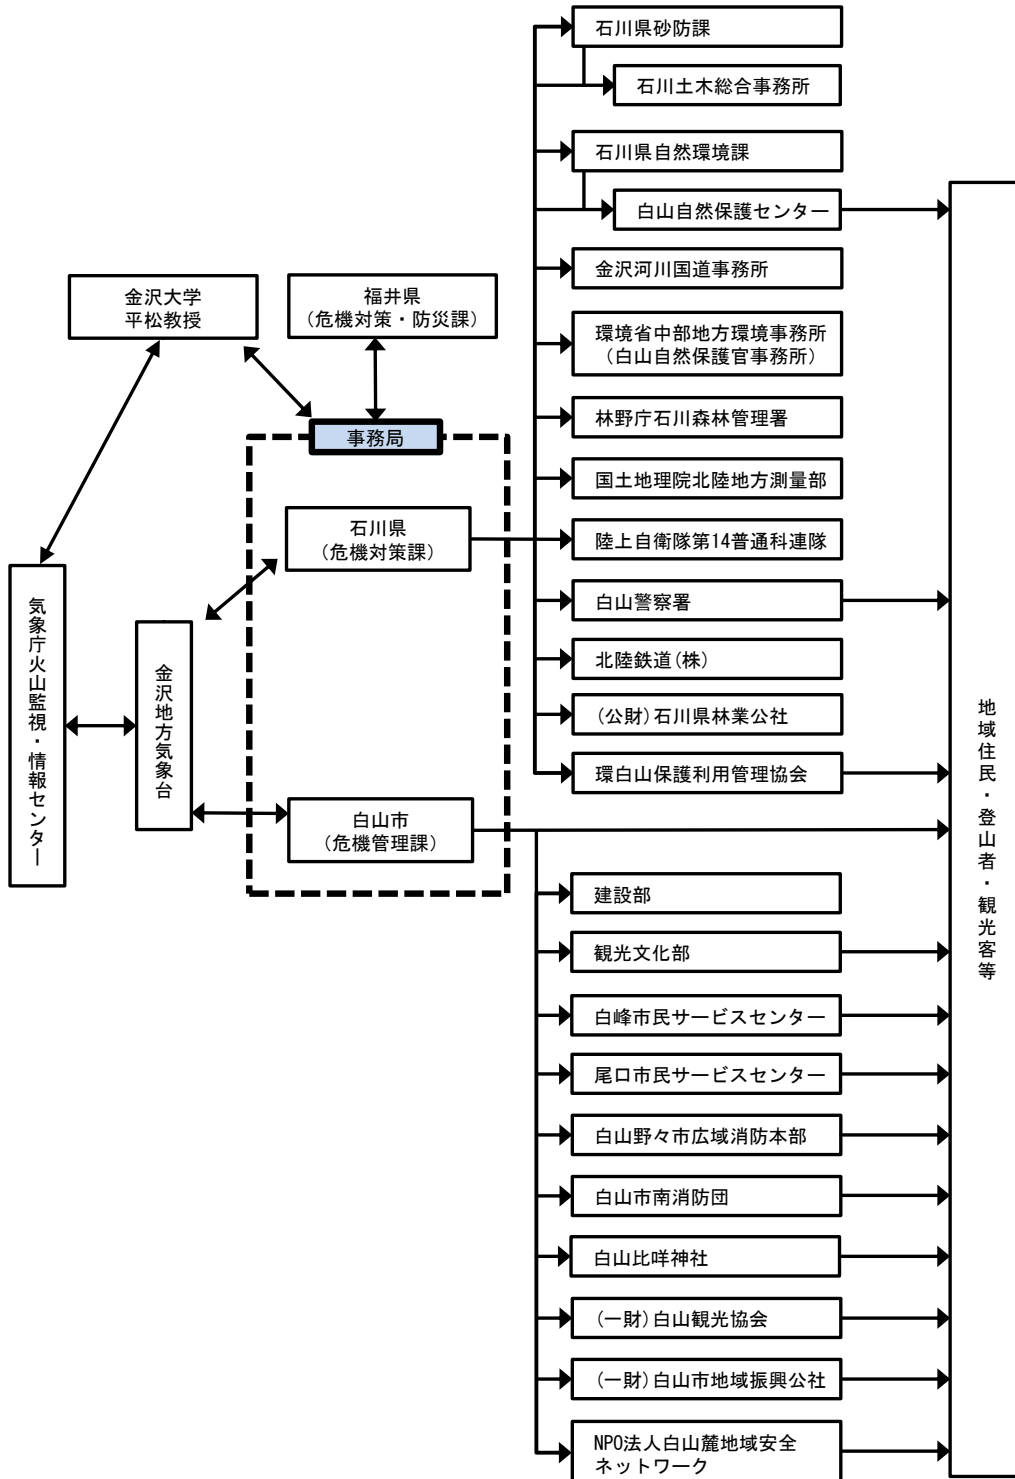 石川県砂防課
石川土木総合事務所
石川県自然環境課
白山自然保護センター
金沢河川国道事務所
金沢大学
平松教授
福井県
(危機対策・防災課)
環境省中部地方環境事務所
(白山自然保護官事務所)
林野庁石川森林管理署
事務局
国土地理院北陸地方測量部
石川県
(危機対策課)
陸上自衛隊第14普通科連隊
気象庁火山監視・情報センター
金沢地方気象台
白山警察署
北陸鉄道(株)
(公財)石川県林業公社
環白山保護利用管理協会
白山市
(危機管理課)
地域住民・登山者・観光客等
建設部
観光文化部
白峰市民サービスセンター
尾口市民サービスセンター
白山野々市広域消防本部
白山市南消防団
白山比咩神社
(一財)白山観光協会
(一財)白山市地域振興公社
NPO法人白山麓地域安全
ネットワーク